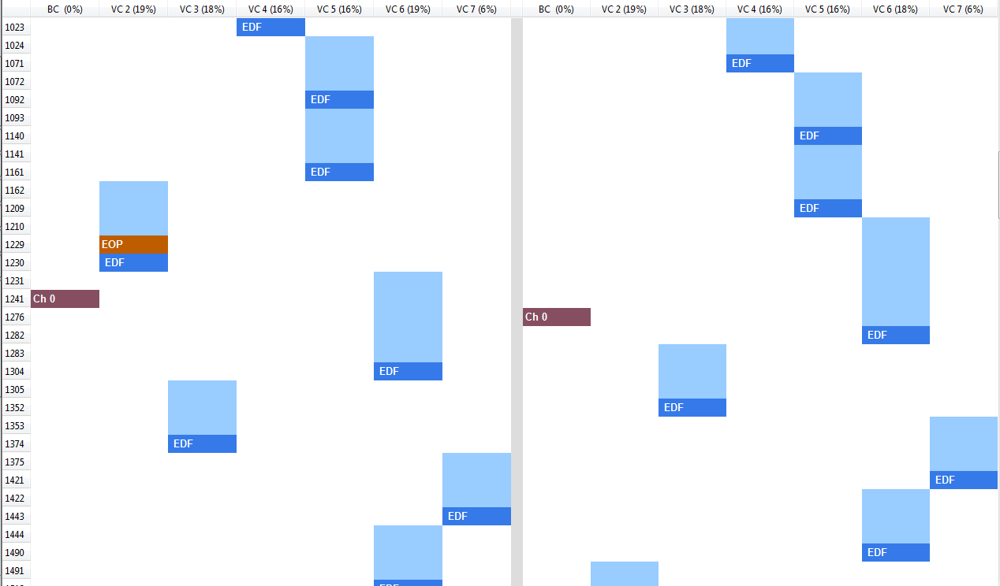 BC (0%) VC 2 (19%) VC 3 (18%) VC 4 (16%) VC 5 (16%) VC 6 (19%) VC 7 (6%) BC (0%) VC 2 (19%) VC 3 (18%) VC 4 (16%) VC 5 (16%) VC 6 (18%) VC 7 (6%)
1023 EDF
1024
1071 EDF
1072
1092 EDF
1093
1140 EDF
1141
1161 EDF
1162
1209 EDF
1210
1229 EOP
1230 EDF
1231
1241 Ch 0
1276 Ch 0
1282 EDF
1283
1304 EDF
1305
1352 EDF
1353
1374 EDF
1375
1421 EDF
1422
1443 EDF
1444
1490 EDF
1491
EDF